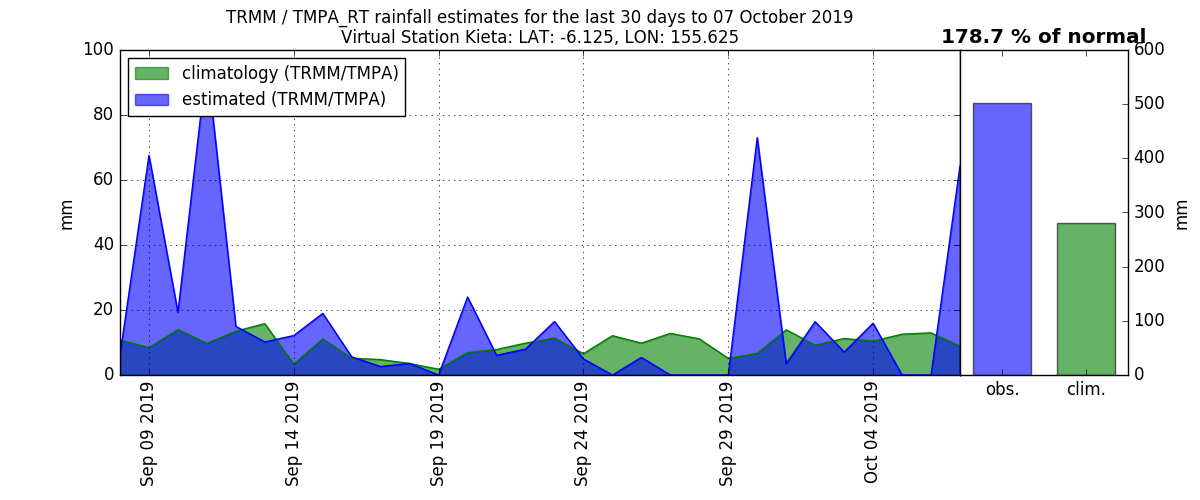 TRMM / TMPA_RT rainfall estimates for the last 30 days to 07 October 2019
Virtual Station Kieta: LAT: -6.125, LON: 155.625
178.7 % of normal
climatology (TRMM/TMPA)
estimated (TRMM/TMPA)
100
80
60
40
20
0
mm
Sep 09 2019
Sep 14 2019
Sep 19 2019
Sep 24 2019
Sep 29 2019
Oct 04 2019
obs.
clim.
600
500
400
300
200
100
0
mm